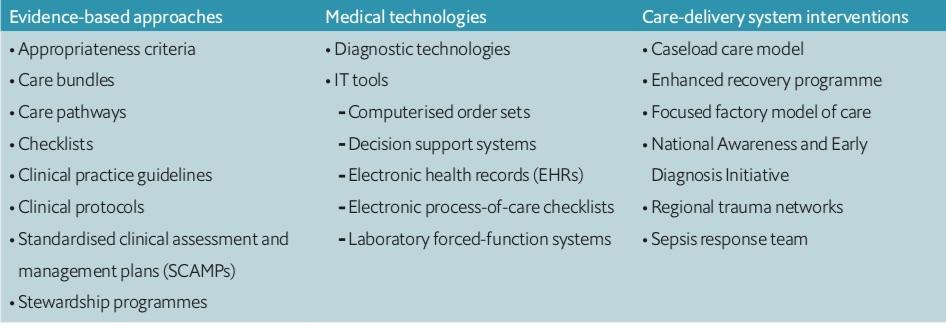 Evidence-based approaches
• Appropriateness criteria
• Care bundles
• Care pathways
• Checklists
• Clinical practice guidelines
• Clinical protocols
• Standardised clinical assessment and
management plans (SCAMPs)
• Stewardship programmes
Medical technologies
• Diagnostic technologies
• IT tools
- Computerised order sets
- Decision support systems
- Electronic health records (EHRs)
- Electronic process-of-care checklists
- Laboratory forced-function systems
Care-delivery system interventions
• Caseload care model
• Enhanced recovery programme
• Focused factory model of care
• National Awareness and Early
Diagnosis Initiative
• Regional trauma networks
• Sepsis response team